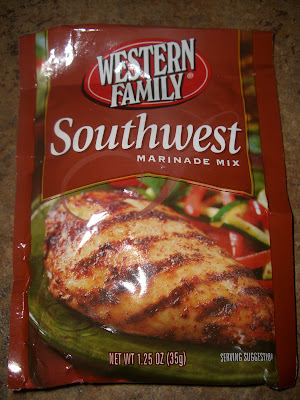 WESTERN
FAMILY®
Southwest
MARINADE MIX
NET WT 1.25 OZ (35g)
SERVING SUGGESTION